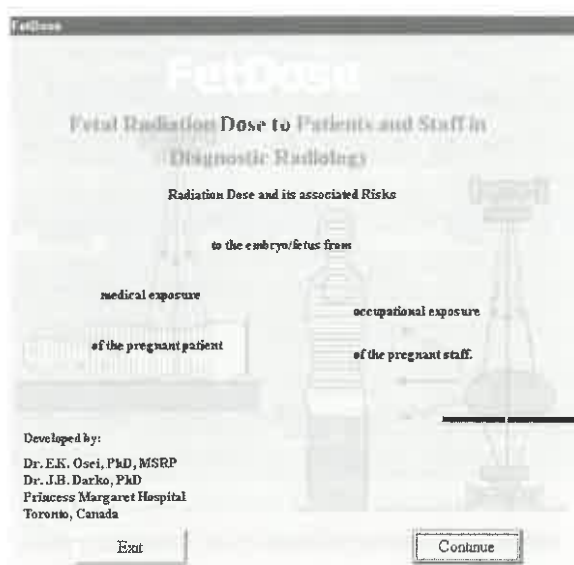 FetDose
FetDose
Fetal Radiation Dose to Patients and Staff in
Diagnostic Radiology
Radiation Dose and its associated Risks
to the embryo/fetus from
medical exposure
of the pregnant patient
occupational exposure
of the pregnant staff.
Developed by:
Dr. E.K. Osei, PhD, MSRP
Dr. J.B. Darko, PhD
Princess Margaret Hospital
Toronto, Canada
Exit
Continue